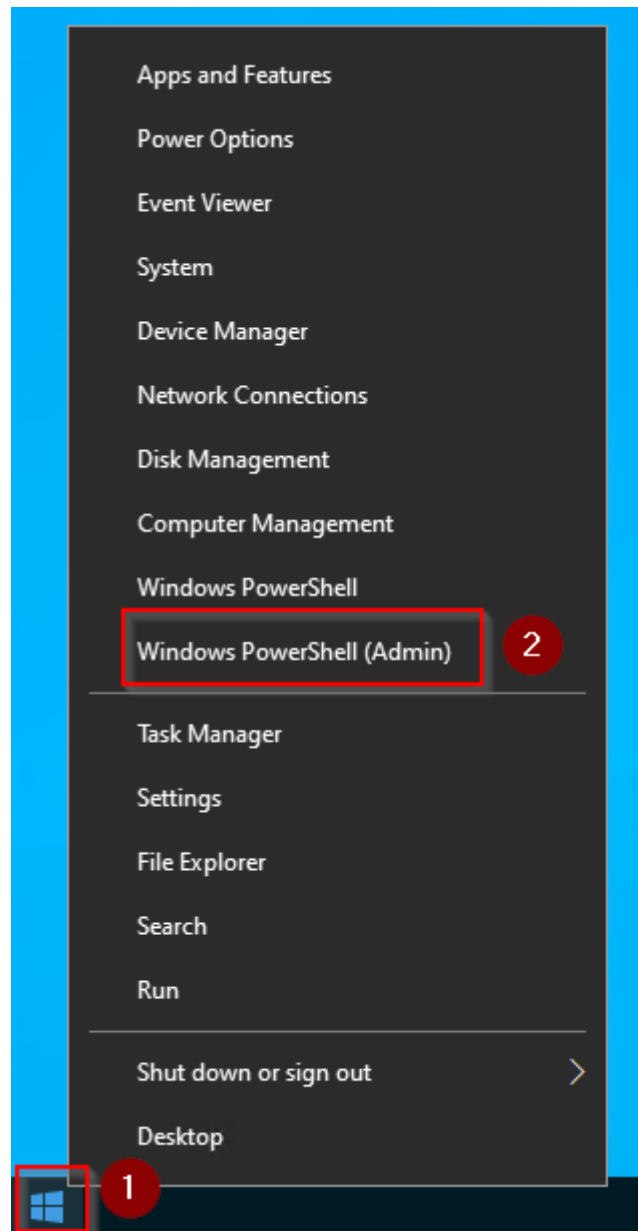 Apps and Features
Power Options
Event Viewer
System
Device Manager
Network Connections
Disk Management
Computer Management
Windows PowerShell
Windows PowerShell (Admin)
2
Task Manager
Settings
File Explorer
Search
Run
Shut down or sign out
Desktop
1